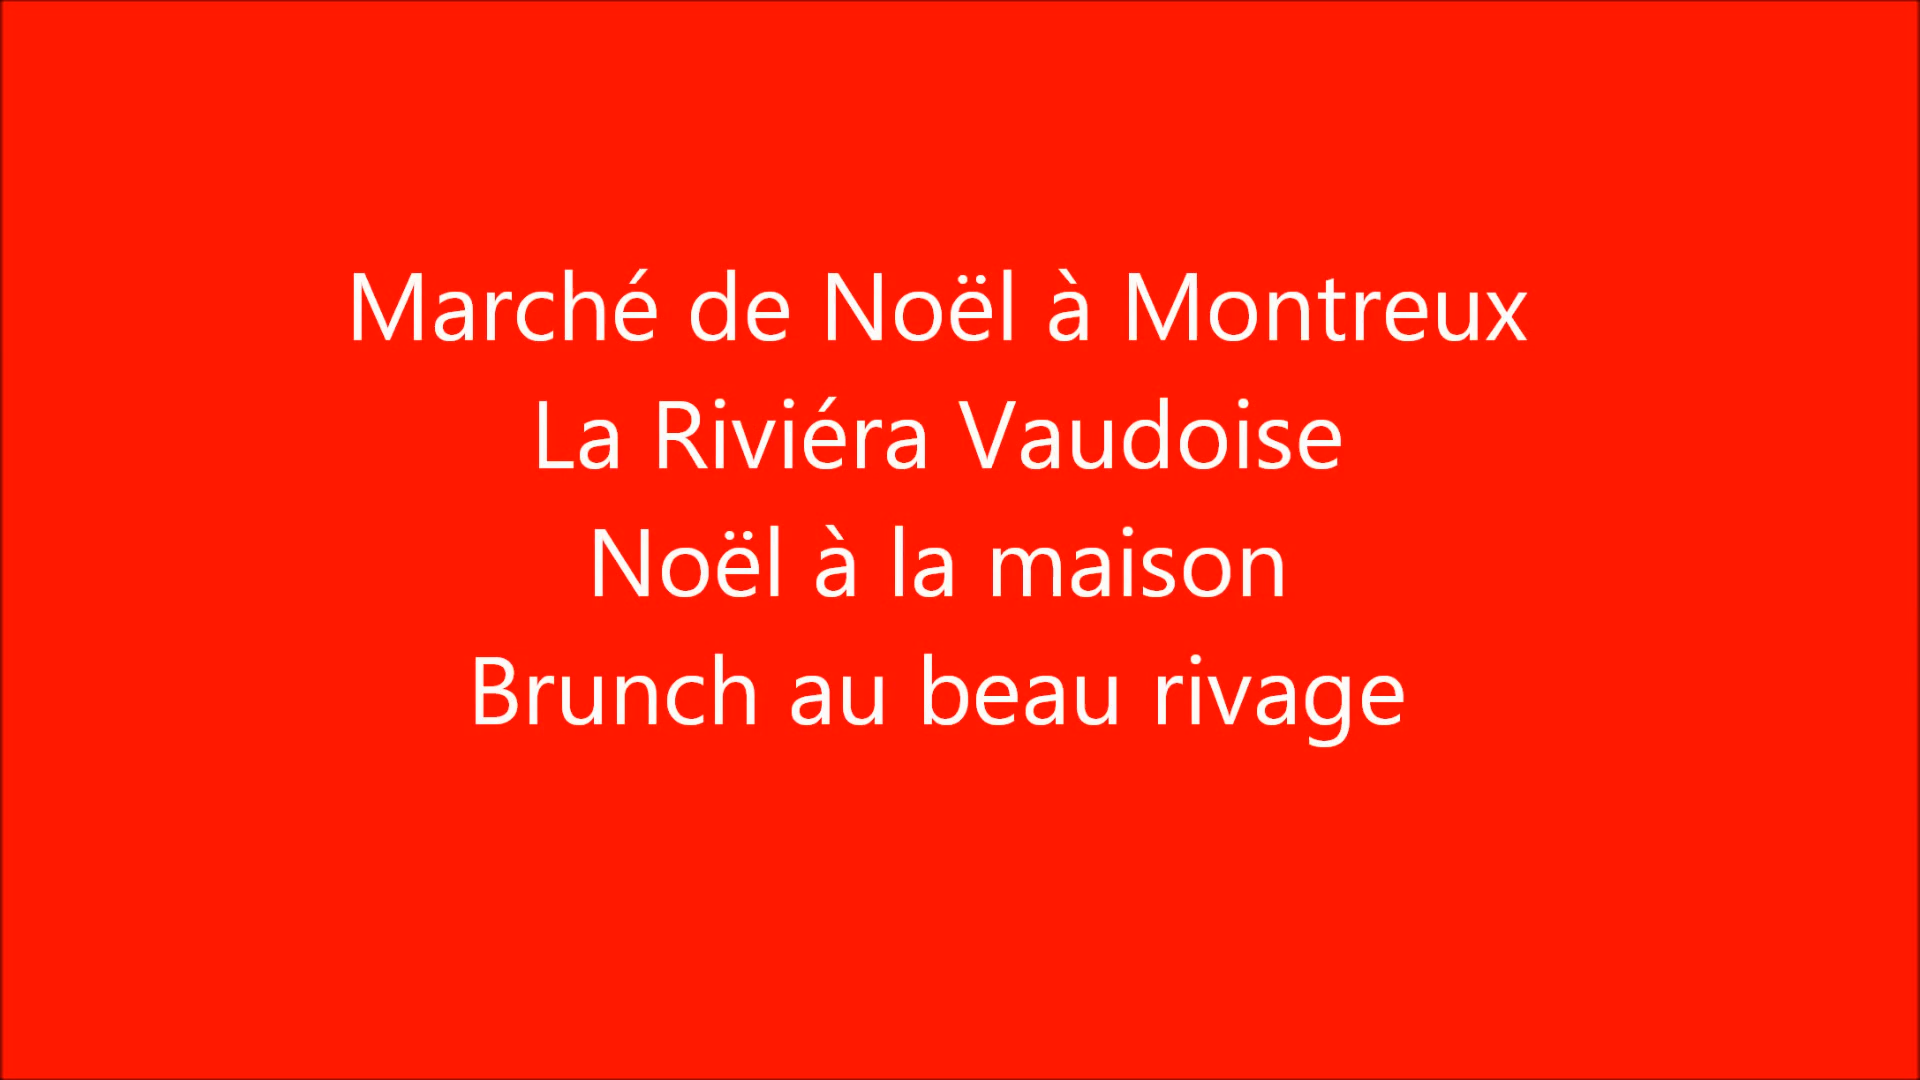 Marché de Noël à Montreux
La Riviéra Vaudoise
Noël à la maison
Brunch au beau rivage